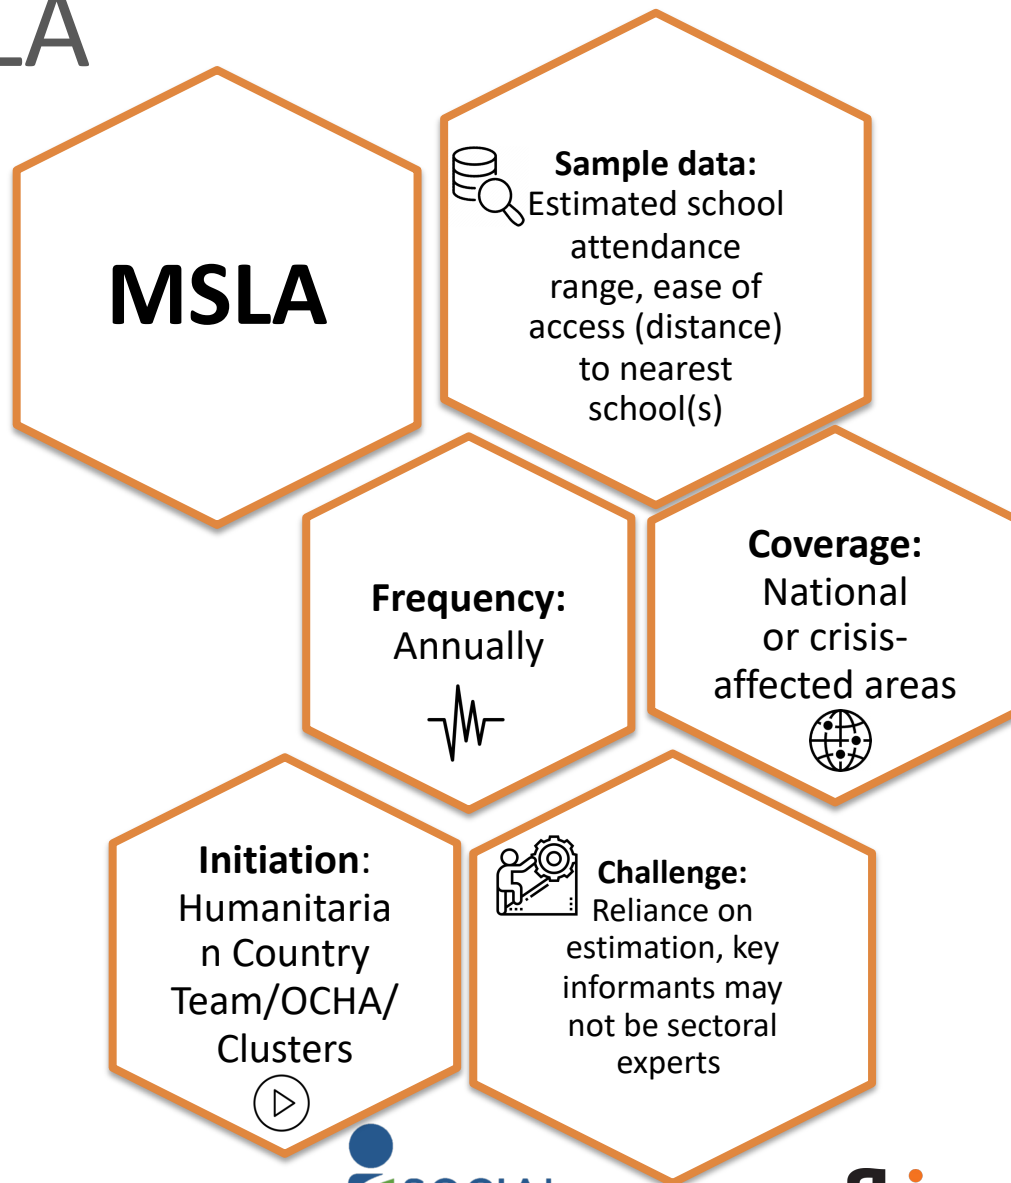 LA
MSLA
Sample data:
Estimated school
attendance
range, ease of
access (distance)
to nearest
school(s)
Frequency:
Annually
Coverage:
National
or crisis-
affected areas
Initiation:
Humanitaria
n Country
Team/OCHA/
Clusters
Challenge:
Reliance on
estimation, key
informants may
not be sectoral
experts
SOCIAL